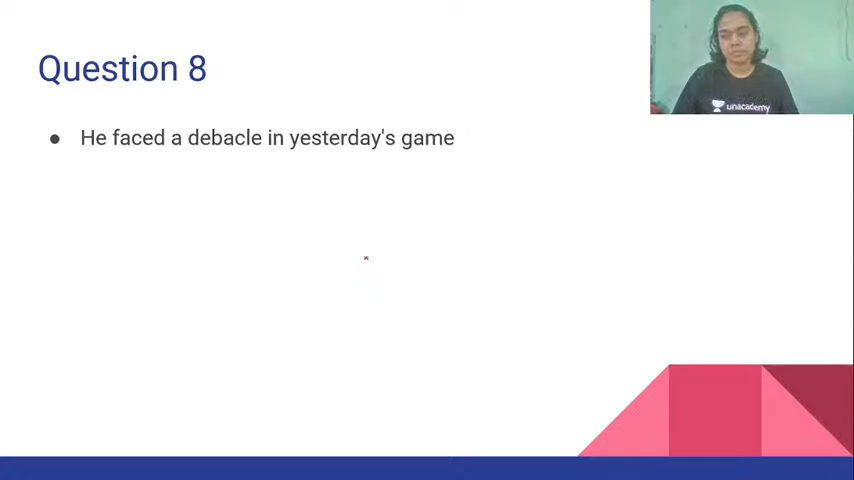 Question 8
● He faced a debacle in yesterday's game
unacademy